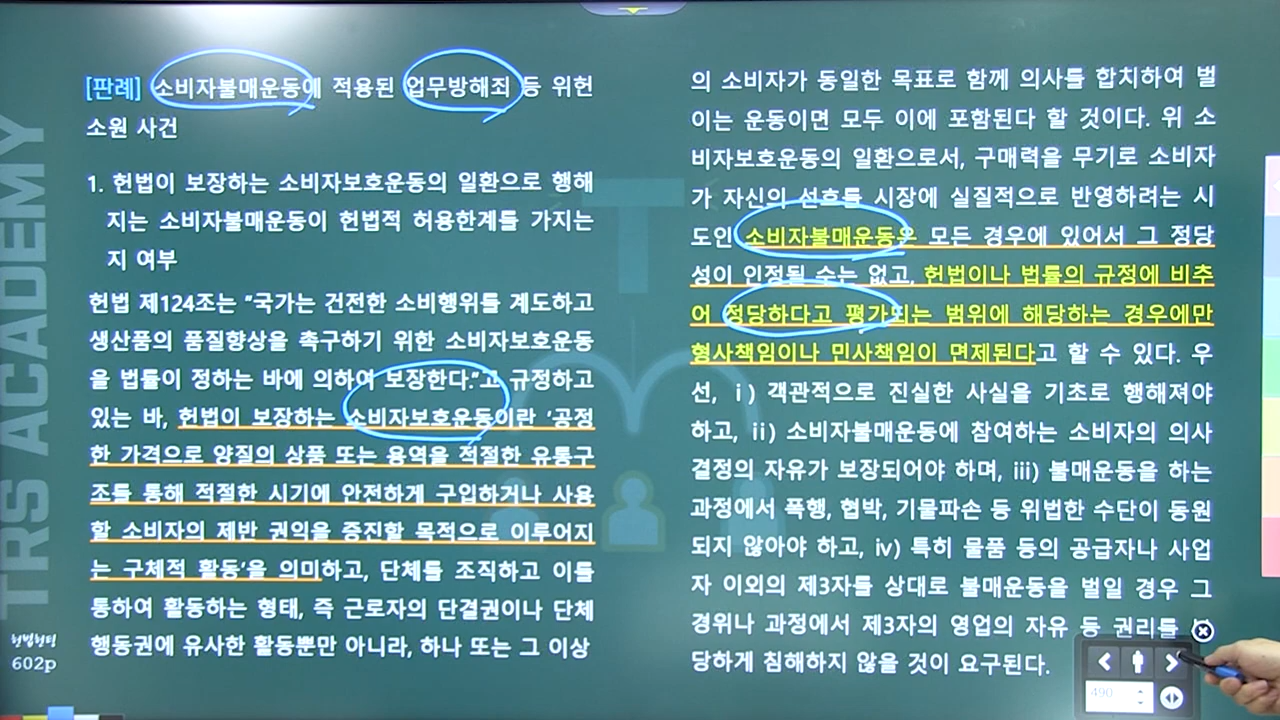 [판례] 소비자불매운동에 적용된 업무방해죄 등 위헌
소원 사건
1. 헌법이 보장하는 소비자보호운동의 일환으로 행해
지는 소비자불매운동이 헌법적 허용한계를 가지는
지 여부
헌법 제124조는 "국가는 건전한 소비행위를 계도하고
생산품의 품질향상을 촉구하기 위한 소비자보호운동
을 법률이 정하는 바에 의하여 보장한다."고 규정하고
있는 바, 헌법이 보장하는 소비자보호운동이란 '공정
한 가격으로 양질의 상품 또는 용역을 적절한 유통구
조를 통해 적절한 시기에 안전하게 구입하거나 사용
할 소비자의 제반 권익을 증진할 목적으로 이루어지
는 구체적 활동'을 의미하고, 단체를 조직하고 이를
통하여 활동하는 형태, 즉 근로자의 단결권이나 단체
행동권에 유사한 활동뿐만 아니라, 하나 또는 그 이상
의 소비자가 동일한 목표로 함께 의사를 합치하여 벌
이는 운동이면 모두 이에 포함된다 할 것이다. 위 소
비자보호운동의 일환으로서, 구매력을 무기로 소비자
가 자신의 선호를 시장에 실질적으로 반영하려는 시
도인 소비자불매운동은 모든 경우에 있어서 그 정당
성이 인정될 수는 없고, 헌법이나 법률의 규정에 비추
어 정당하다고 평가되는 범위에 해당하는 경우에만
형사책임이나 민사책임이 면제된다고 할 수 있다. 우
선, ⅰ) 객관적으로 진실한 사실을 기초로 행해져야
하고, ⅱ) 소비자불매운동에 참여하는 소비자의 의사
결정의 자유가 보장되어야 하며, ⅲ) 불매운동을 하는
과정에서 폭행, 협박, 기물파손 등 위법한 수단이 동원
되지 않아야 하고, ⅳ) 특히 물품 등의 공급자나 사업
자 이외의 제3자를 상대로 불매운동을 벌일 경우 그
경위나 과정에서 제3자의 영업의 자유 등 권리를
당하게 침해하지 않을 것이 요구된다.
TRS ACADEMY
602p
490